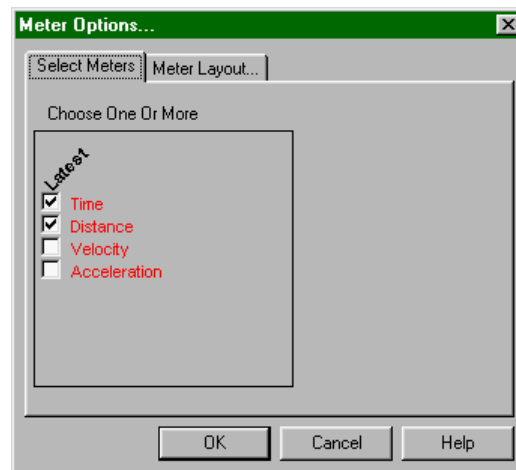 Meter Options...
Select Meters
Meter Layout...
Choose One Or More
Latest
Time
Distance
Velocity
Acceleration
OK
Cancel
Help